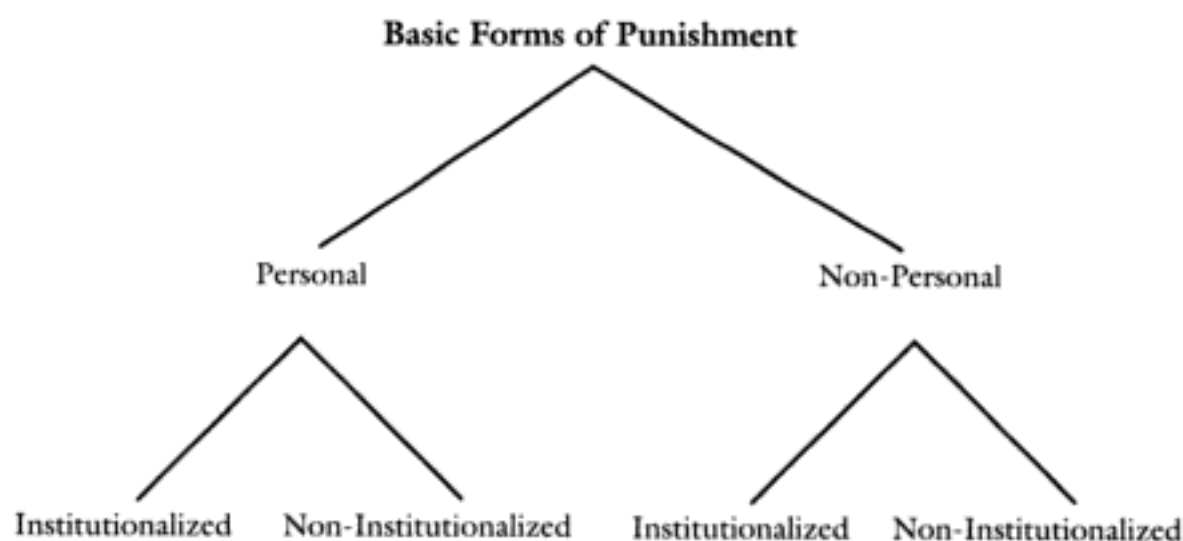 Basic Forms of Punishment
Personal
Non-Personal
Institutionalized
Non-Institutionalized
Institutionalized
Non-Institutionalized